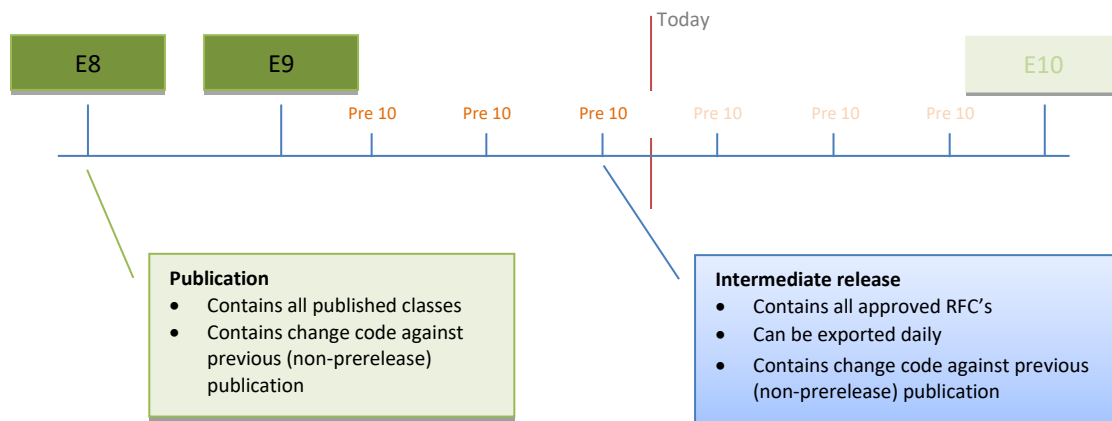 Today
E8
E9
E10
Pre 10
Pre 10
Pre 10
Pre 10
Pre 10
Pre 10
Publication
• Contains all published classes
• Contains change code against
previous (non-prerelease)
publication
Intermediate release
• Contains all approved RFC’s
• Can be exported daily
• Contains change code against previous
(non-prerelease) publication